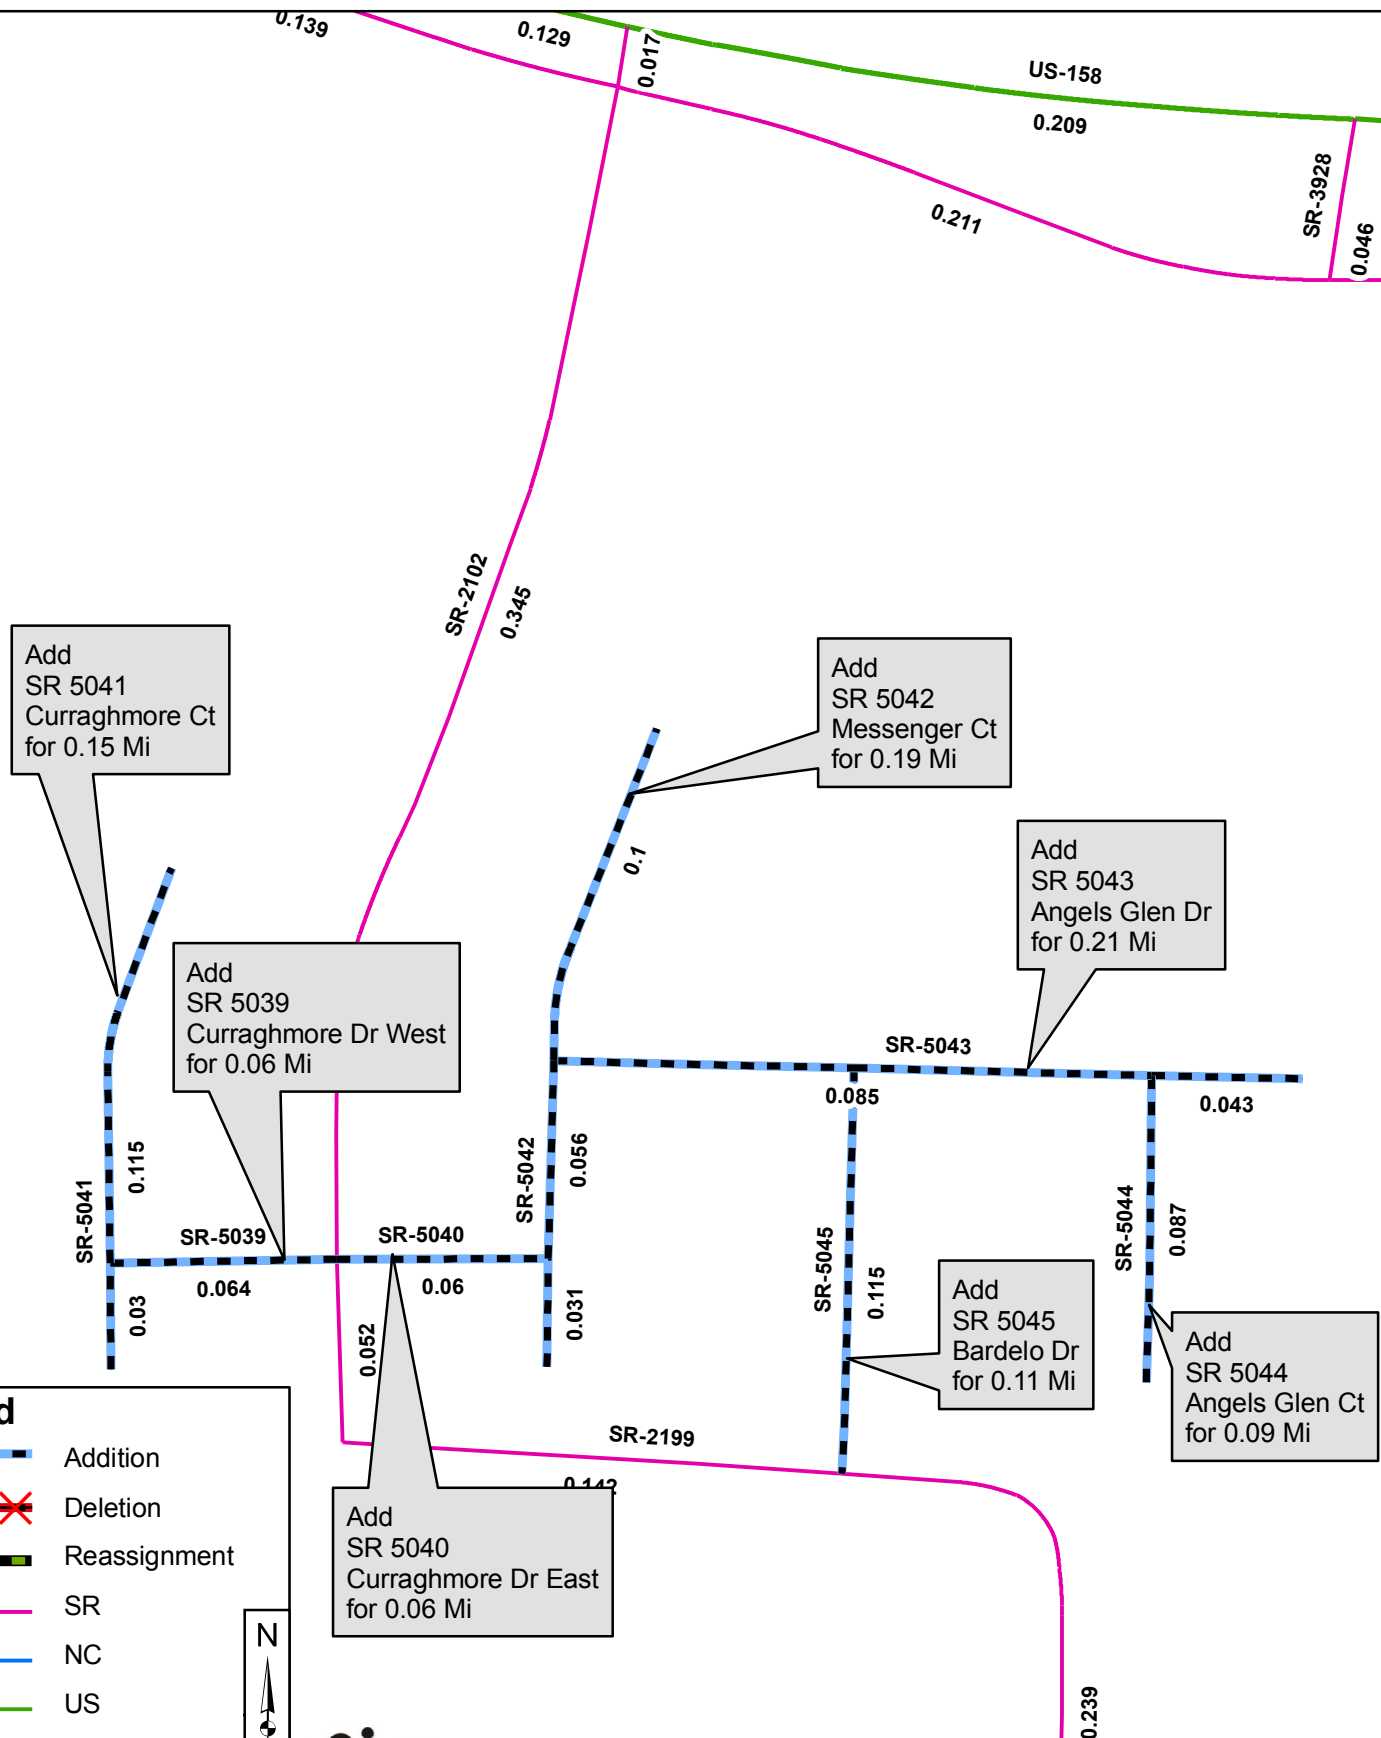 0.139
0.129
0.017
US-158
0.209
SR-3928
0.046
0.211
SR-2102
0.345
Add
SR 5041
Curraghmore Ct
for 0.15 Mi
Add
SR 5042
Messenger Ct
for 0.19 Mi
0.1
Add
SR 5043
Angels Glen Dr
for 0.21 Mi
Add
SR 5039
Curraghmore Dr West
for 0.06 Mi
SR-5043
0.085
0.043
SR-5041
0.115
SR-5042
0.056
SR-5039
0.064
SR-5040
0.06
0.03
0.052
0.031
SR-5045
0.115
SR-5044
0.087
Add
SR 5045
Bardelo Dr
for 0.11 Mi
Add
SR 5044
Angels Glen Ct
for 0.09 Mi
SR-2199
0.142
Add
SR 5040
Curraghmore Dr East
for 0.06 Mi
d
Addition
Deletion
Reassignment
SR
NC
US
N
0.239